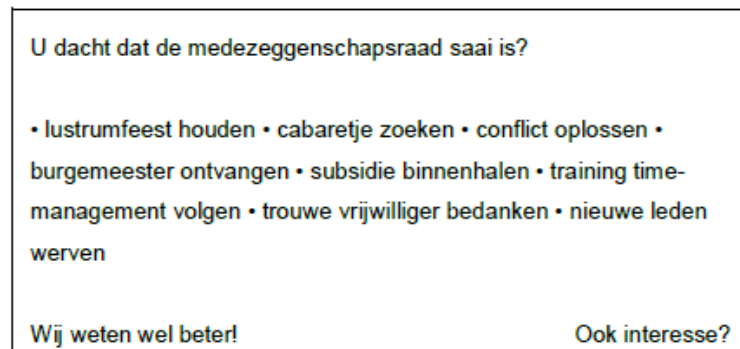 U dacht dat de medezeggenschapsraad saai is?
• lustrumfeest houden • cabaretje zoeken • conflict oplossen •
burgemeester ontvangen • subsidie binnenhalen • training time-
management volgen • trouwe vrijwilliger bedanken • nieuwe leden
werven
Wij weten wel beter! Ook interesse?